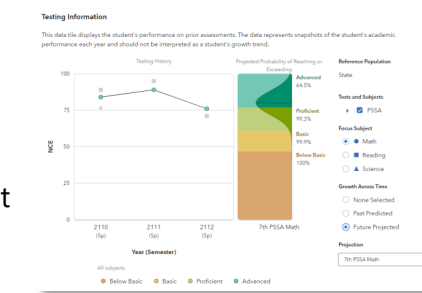 Testing Information
This data tile displays the student's performance on prior assessments. The data represents snapshots of the student's academic
performance each year and should not be interpreted as a student's growth trend.
Testing History
Projected Probability of Reaching or
Exceeding
100
75
50
25
0
NCE
2110
(Sp)
2111
(Sp)
2112
(Sp)
Year (Semester)
Advanced
64.5%
Proficient
99.3%
Basic
99.9%
Below Basic
100%
7th PSSA Math
All subjects
Below Basic
Basic
Proficient
Advanced
Reference Population
State
Tests and Subjects
PSSA
Focus Subject
Math
Reading
Science
Growth Across Time
None Selected
Past Predicted
Future Projected
Projection
7th PSSA Math
t